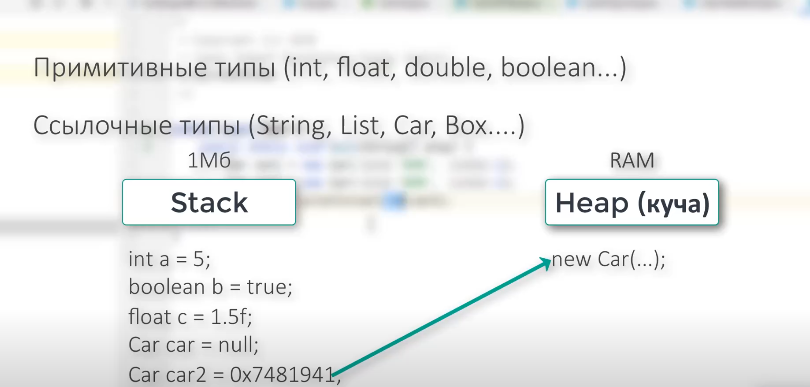 Примитивные типы (int, float, double, boolean...)
Ссылочные типы (String, List, Car, Box....)
1Мб
RAM
Stack
Heap (куча)
int a = 5;
new Car(...);
boolean b = true;
float c = 1.5f;
Car car = null;
Car car2 = 0x7481941;